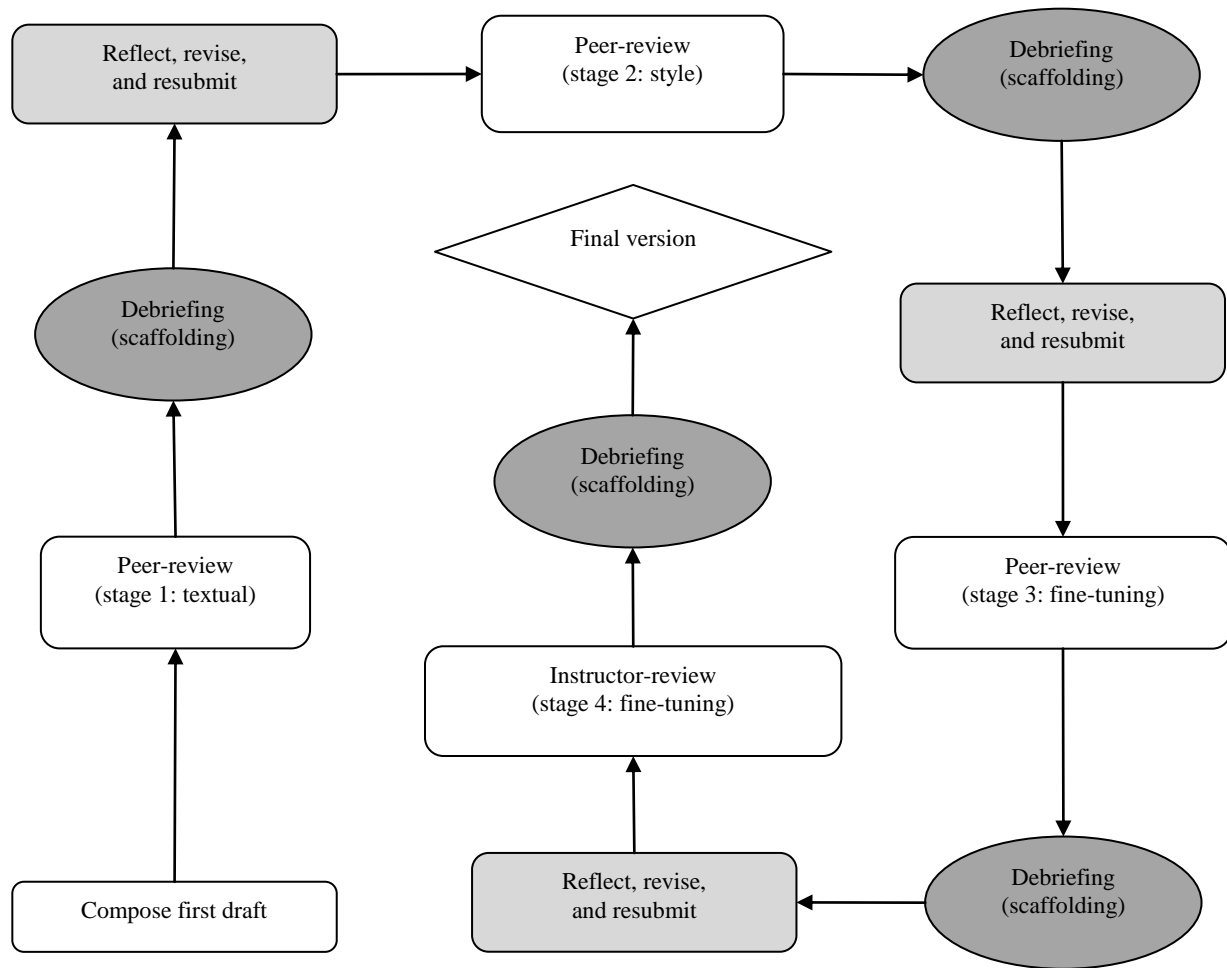 Reflect, revise,
and resubmit
Peer-review
(stage 2: style)
Debriefing
(scaffolding)
Final version
Debriefing
(scaffolding)
Reflect, revise,
and resubmit
Debriefing
(scaffolding)
Peer-review
(stage 1: textual)
Peer-review
(stage 3: fine-tuning)
Instructor-review
(stage 4: fine-tuning)
Compose first draft
Reflect, revise,
and resubmit
Debriefing
(scaffolding)